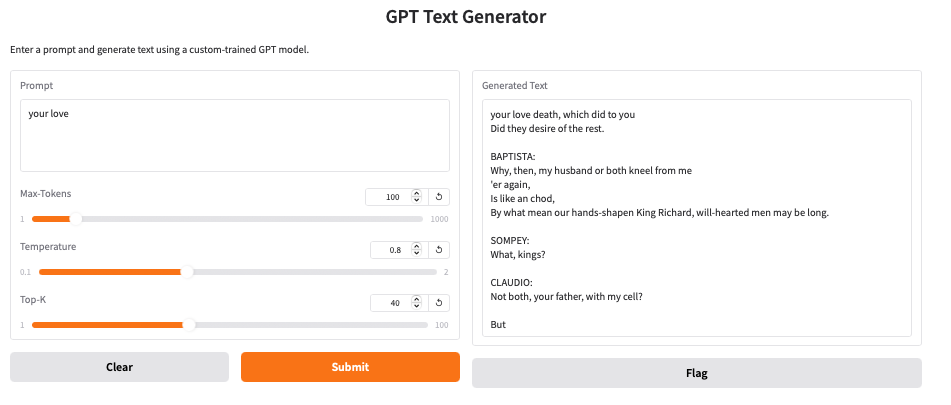 GPT Text Generator
Enter a prompt and generate text using a custom-trained GPT model.
Prompt
your love
Max-Tokens
100
1
1000
Temperature
0.8
0.1
2
Top-K
40
1
100
Clear
Submit
Generated Text
your love death, which did to you
Did they desire of the rest.
BAPTISTA:
Why, then, my husband or both kneel from me
'er again,
Is like an chod,
By what mean our hands-shapen King Richard, will-hearted men may be long.
SOMPEY:
What, kings?
CLAUDIO:
Not both, your father, with my cell?
But
Flag